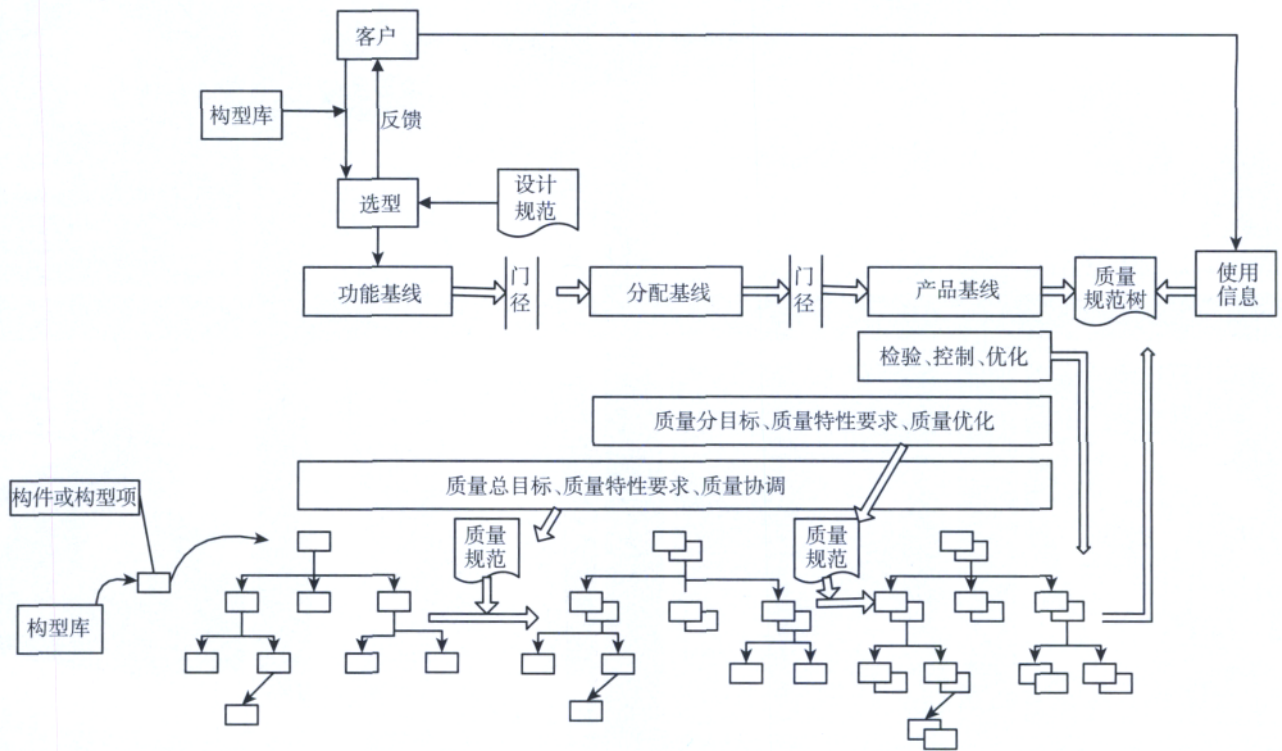 客户
构型库
反馈
选型
设计
规范
功能基线
门
径
分配基线
门
径
产品基线
质量
规范树
使用
信息
检验、控制、优化
质量分目标、质量特性要求、质量优化
质量总目标、质量特性要求、质量协调
构件或构型项
质量
规范
质量
规范
构型库